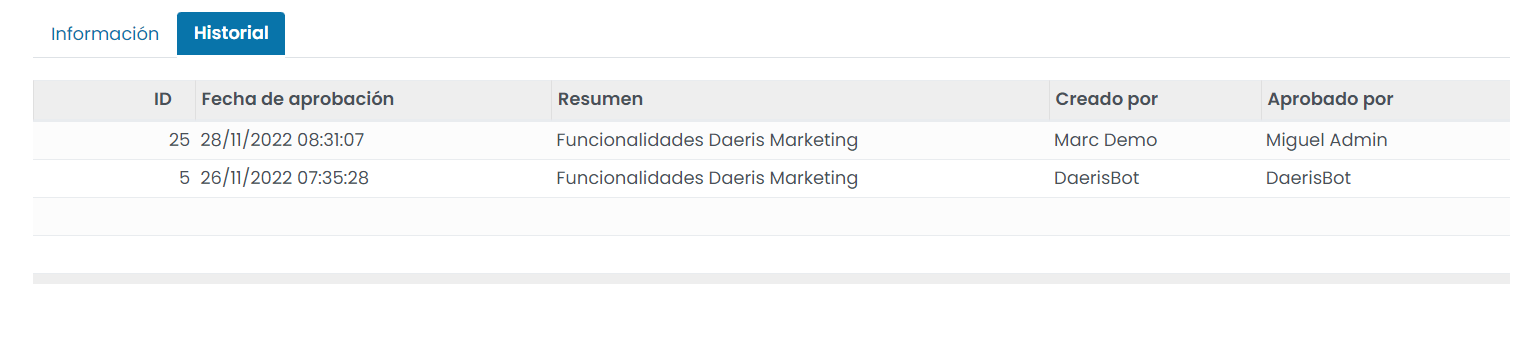 Información Historial
ID Fecha de aprobación Resumen Creado por Aprobado por
25 28/11/2022 08:31:07 Funcionalidades Daeris Marketing Marc Demo Miguel Admin
5 26/11/2022 07:35:28 Funcionalidades Daeris Marketing DaerisBot DaerisBot